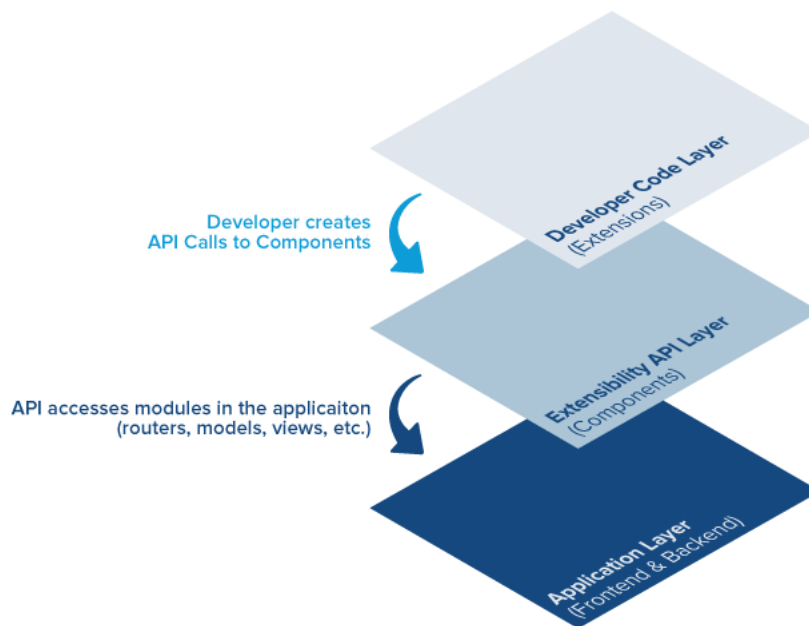 Developer Code Layer
(Extensions)
Developer creates
API Calls to Components
Extensibility API Layer
(Components)
API accesses modules in the applicaiton
(routers, models, views, etc.)
Application Layer
(Frontend & Backend)